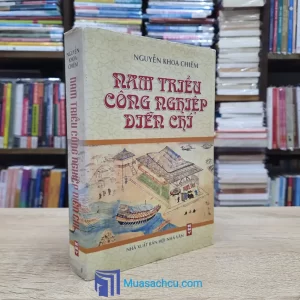 NGUYỄN KHOA CHIÊM
NAM TRIỀU
CÔNG NGHIỆP
DIỄN CHÍ
NHÀ XUẤT BẢN HỘI NHÀ VĂN
NGUYỄN
KHOA
CHIÊM
NAM TRIỀU CÔNG NGHIỆP DIỄN CHÍ
Muasachcu.com